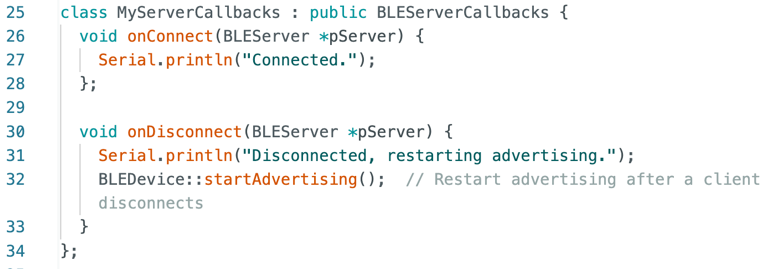 25 class MyServerCallbacks : public BLEServerCallbacks {
26 void onConnect(BLEServer *pServer) {
27 Serial.println("Connected.");
28 };
29
30 void onDisconnect(BLEServer *pServer) {
31 Serial.println("Disconnected, restarting advertising.");
32 BLEDevice::startAdvertising(); // Restart advertising after a client
disconnects
33 }
34 };